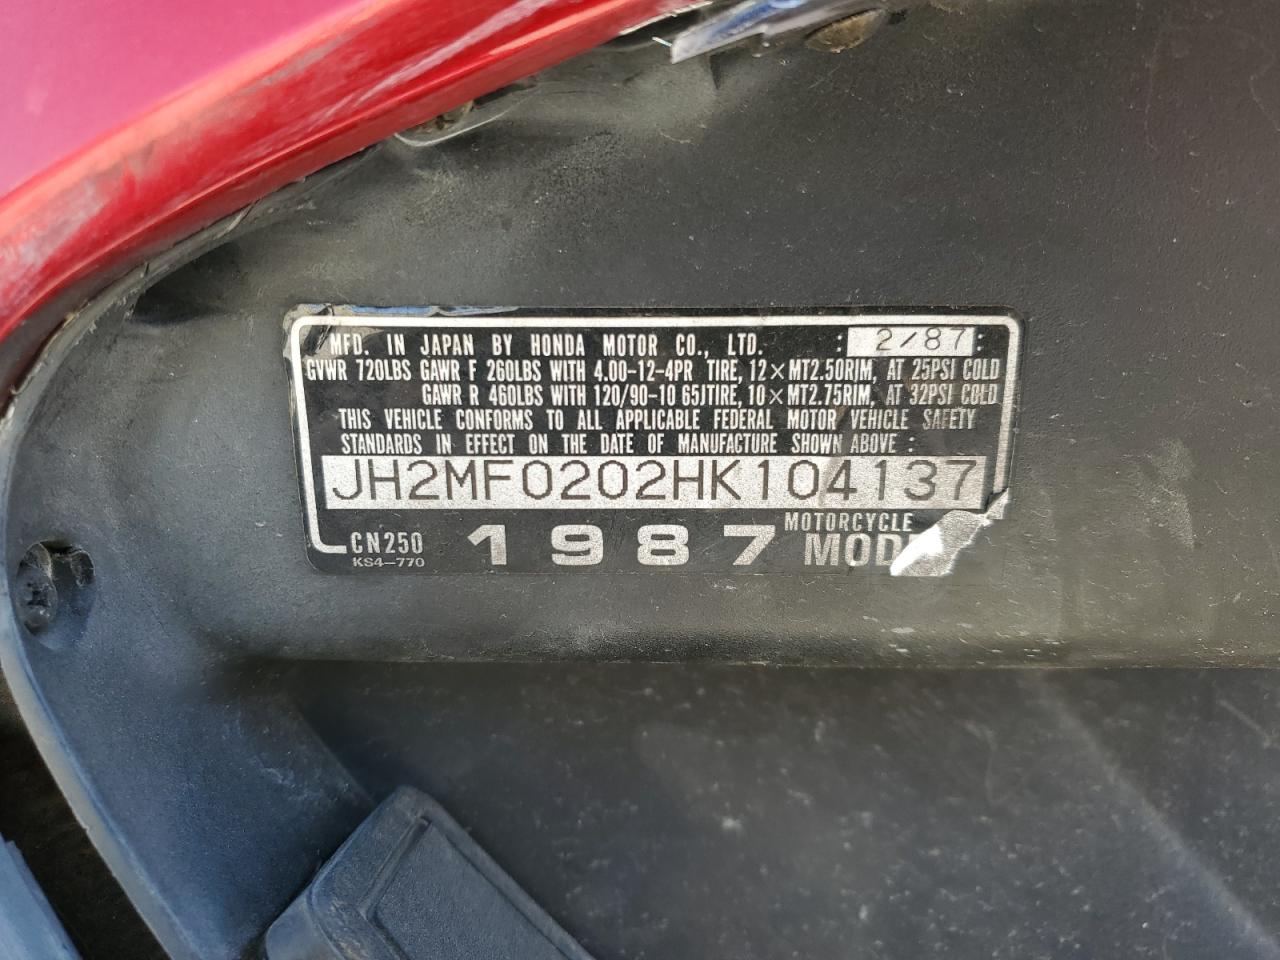 MFD. IN JAPAN BY HONDA MOTOR CO., LTD. : 2/87 :
GVWR 720LBS GAWR F 260LBS WITH 4.00-12-4PR TIRE, 12×MT2.50RIM, AT 25PSI COLD
GAWR R 460LBS WITH 120/90-10 65JTIRE, 10×MT2.75RIM, AT 32PSI COLD
THIS VEHICLE CONFORMS TO ALL APPLICABLE FEDERAL MOTOR VEHICLE SAFETY
STANDARDS IN EFFECT ON THE DATE OF MANUFACTURE SHOWN ABOVE :
JH2MF0202HK104137
CN250 1987 MOTORCYCLE
KS4-770